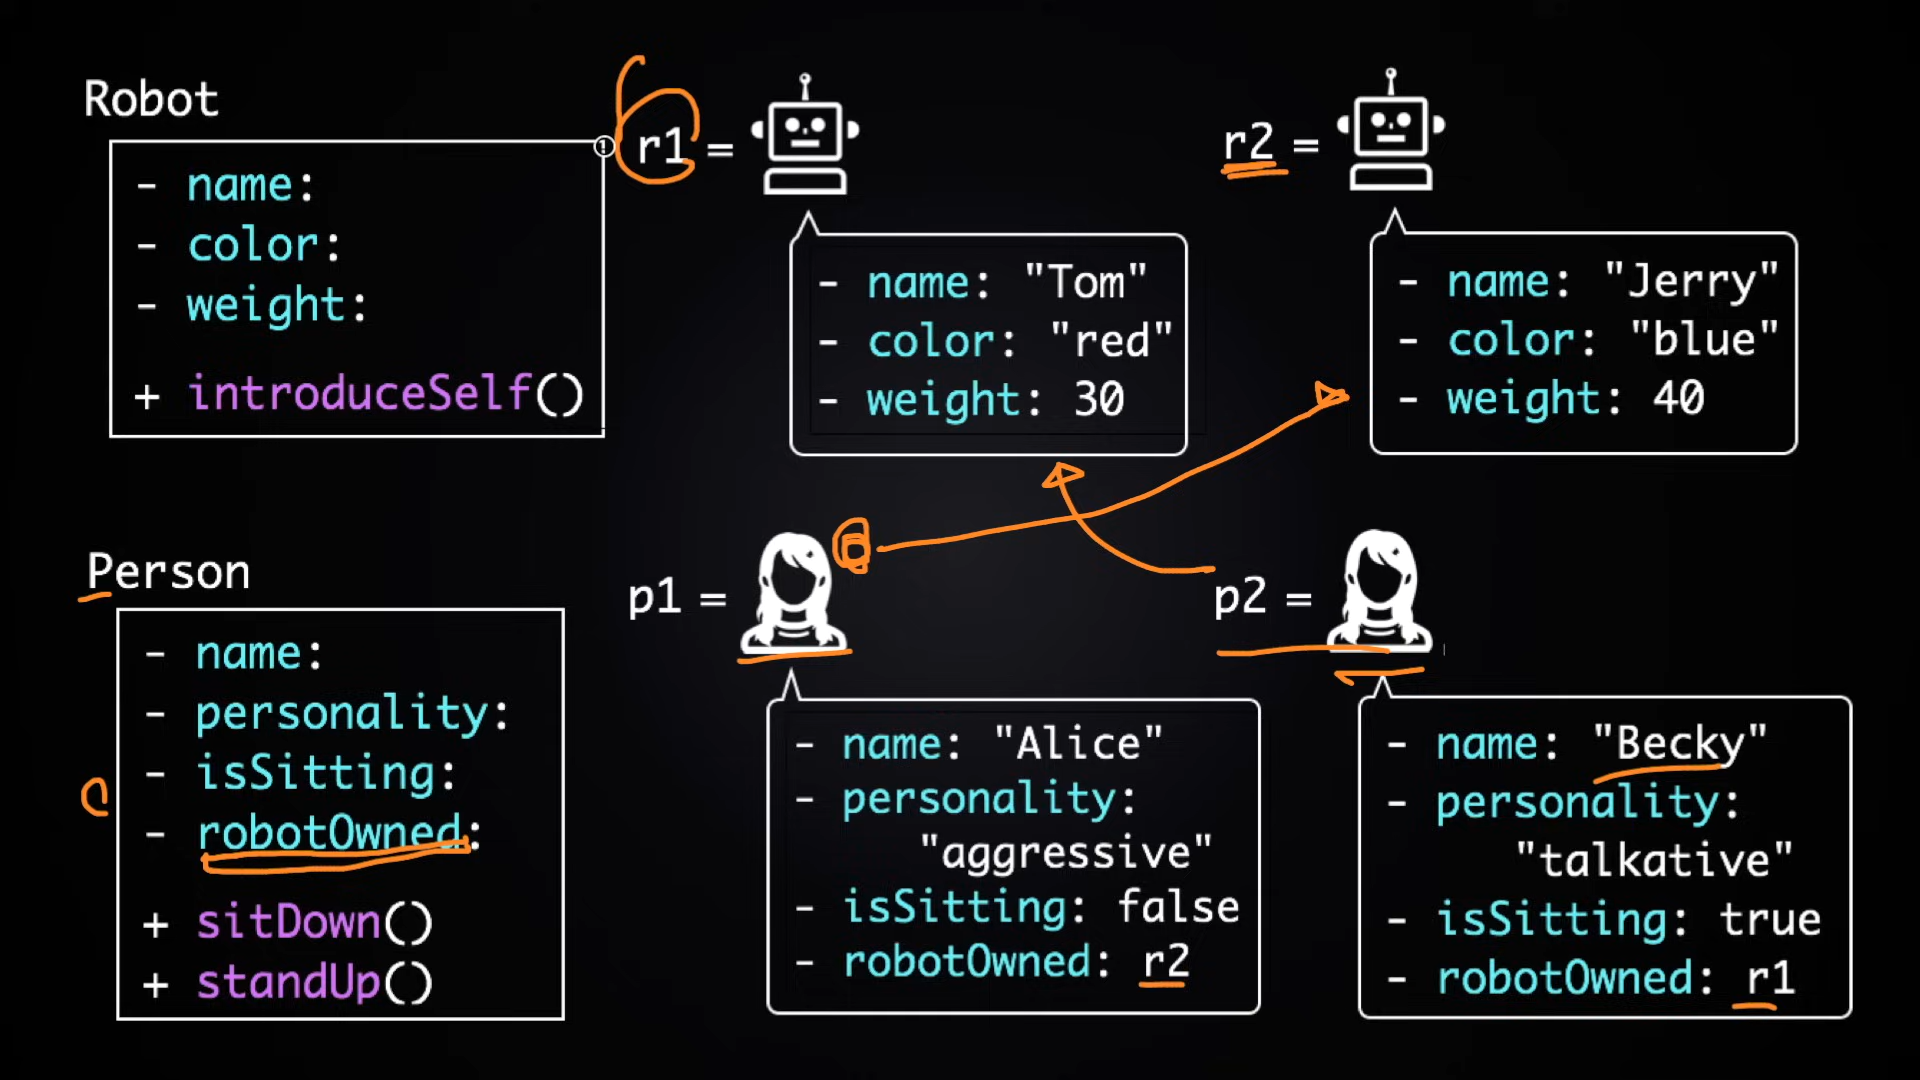 Robot
- name:
- color:
- weight:
+ introduceSelf()
r1 =
- name: "Tom"
- color: "red"
- weight: 30
r2 =
- name: "Jerry"
- color: "blue"
- weight: 40
Person
- name:
- personality:
- isSitting:
- robotOwned:
+ sitDown()
+ standUp()
p1 =
- name: "Alice"
- personality:
"aggressive"
- isSitting: false
- robotOwned: r2
p2 =
- name: "Becky"
- personality:
"talkative"
- isSitting: true
- robotOwned: r1